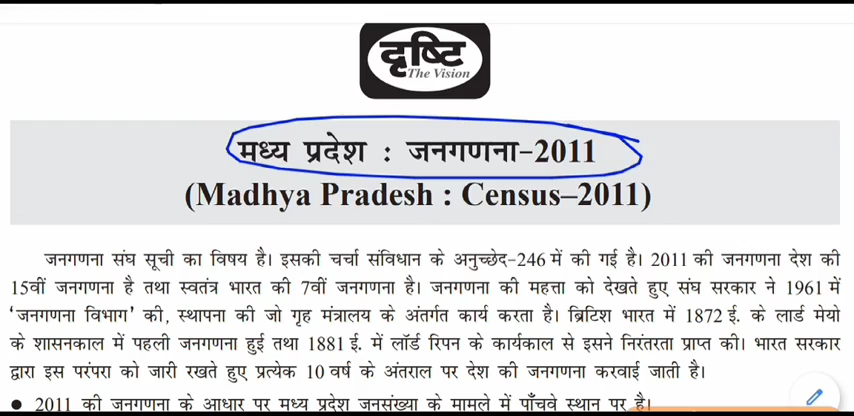 दृष्टि
The Vision
मध्य प्रदेश : जनगणना–2011
(Madhya Pradesh : Census–2011)
जनगणना संघ सूची का विषय है। इसकी चर्चा संविधान के अनुच्छेद-246 में की गई है। 2011 की जनगणना देश की
15वीं जनगणना है तथा स्वतंत्र भारत की 7वीं जनगणना है। जनगणना की महत्ता को देखते हुए संघ सरकार ने 1961 में
‘जनगणना विभाग’ की, स्थापना की जो गृह मंत्रालय के अंतर्गत कार्य करता है। ब्रिटिश भारत में 1872 ई. के लार्ड मेयो
के शासनकाल में पहली जनगणना हुई तथा 1881 ई. में लॉर्ड रिपन के कार्यकाल से इसने निरंतरता प्राप्त की। भारत सरकार
द्वारा इस परंपरा को जारी रखते हुए प्रत्येक 10 वर्ष के अंतराल पर देश की जनगणना करवाई जाती है।
● 2011 की जनगणना के आधार पर मध्य प्रदेश जनसंख्या के मामले में पाँचवे स्थान पर है।